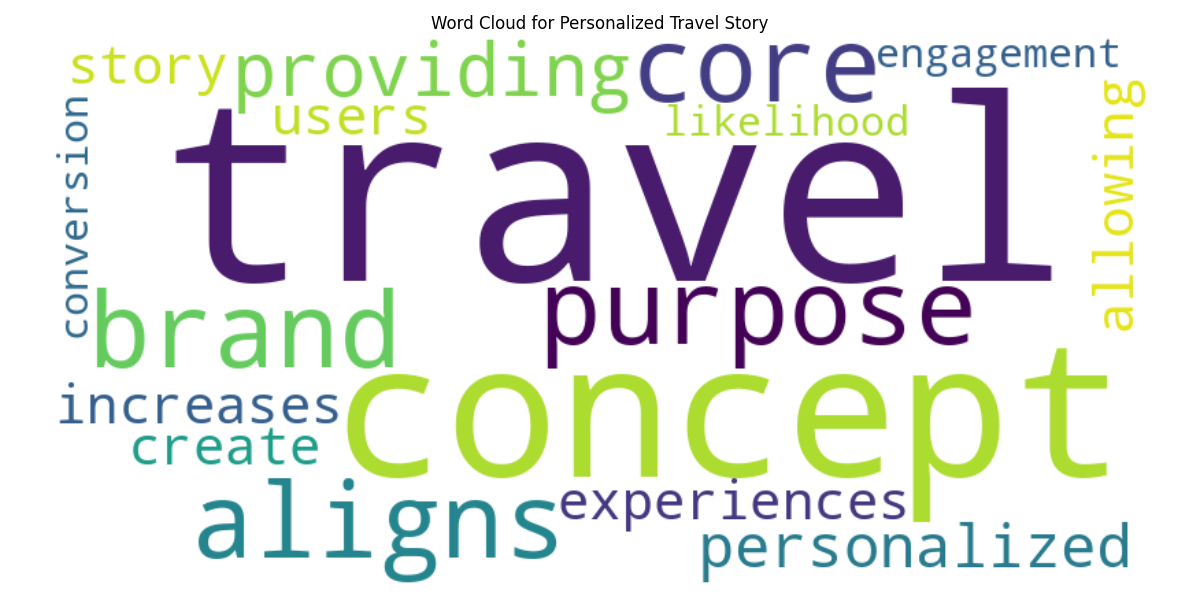 Word Cloud for Personalized Travel Story
story
providing
core
engagement
users
likelihood
conversion
travel
allowing
brand
purpose
increases
concept
create
aligns
experiences
personalized